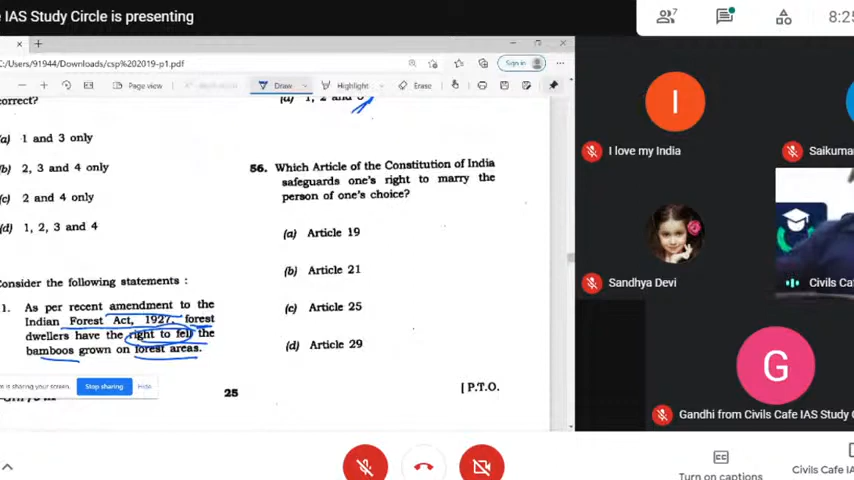 IAS Study Circle is presenting
7
8:25
C:/Users/91944/Downloads/csp%202019-p1.pdf
Sign in
Page view
Draw
Highlight
Erase
correct?
(a) 1 and 3 only
(b) 2, 3 and 4 only
(c) 2 and 4 only
(d) 1, 2, 3 and 4
Consider the following statements :
1. As per recent amendment to the
Indian Forest Act, 1927, forest
dwellers have the right to fell the
bamboos grown on forest areas.
is sharing your screen.
Stop sharing
Hide
25
56. Which Article of the Constitution of India
safeguards one's right to marry the
person of one's choice?
(a) Article 19
(b) Article 21
(c) Article 25
(d) Article 29
[ P.T.O.
I
I love my India
Saikuma
Sandhya Devi
Civils Cafe
G
Gandhi from Civils Cafe IAS Study C
CC
Turn on captions
Civils Cafe IA